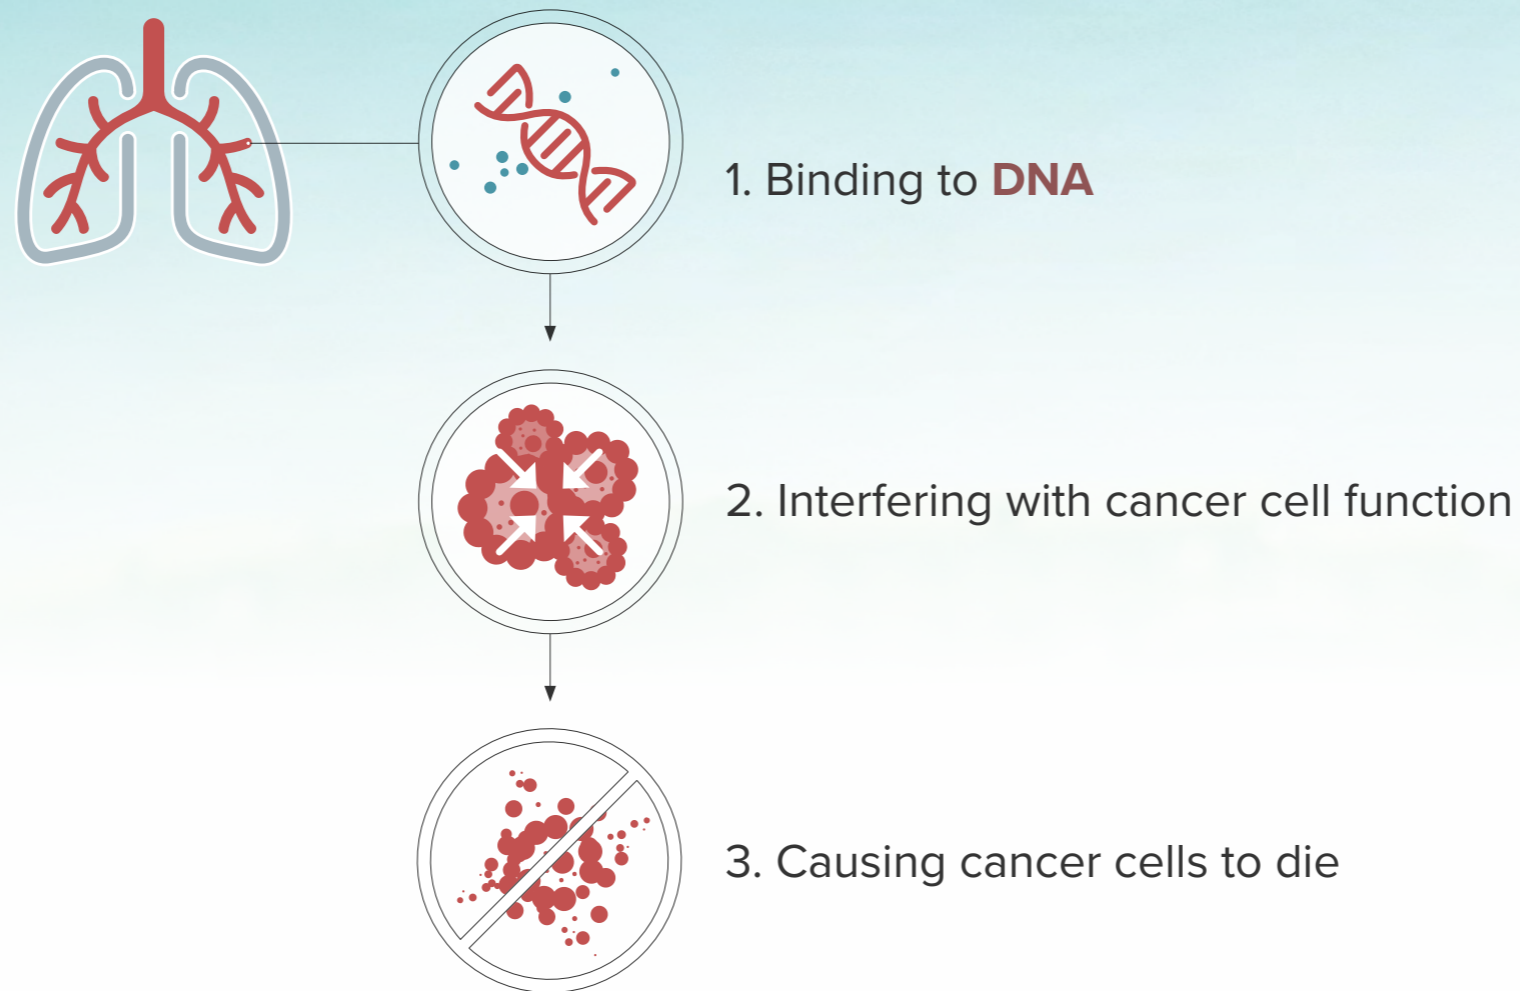 1. Binding to DNA
2. Interfering with cancer cell function
3. Causing cancer cells to die